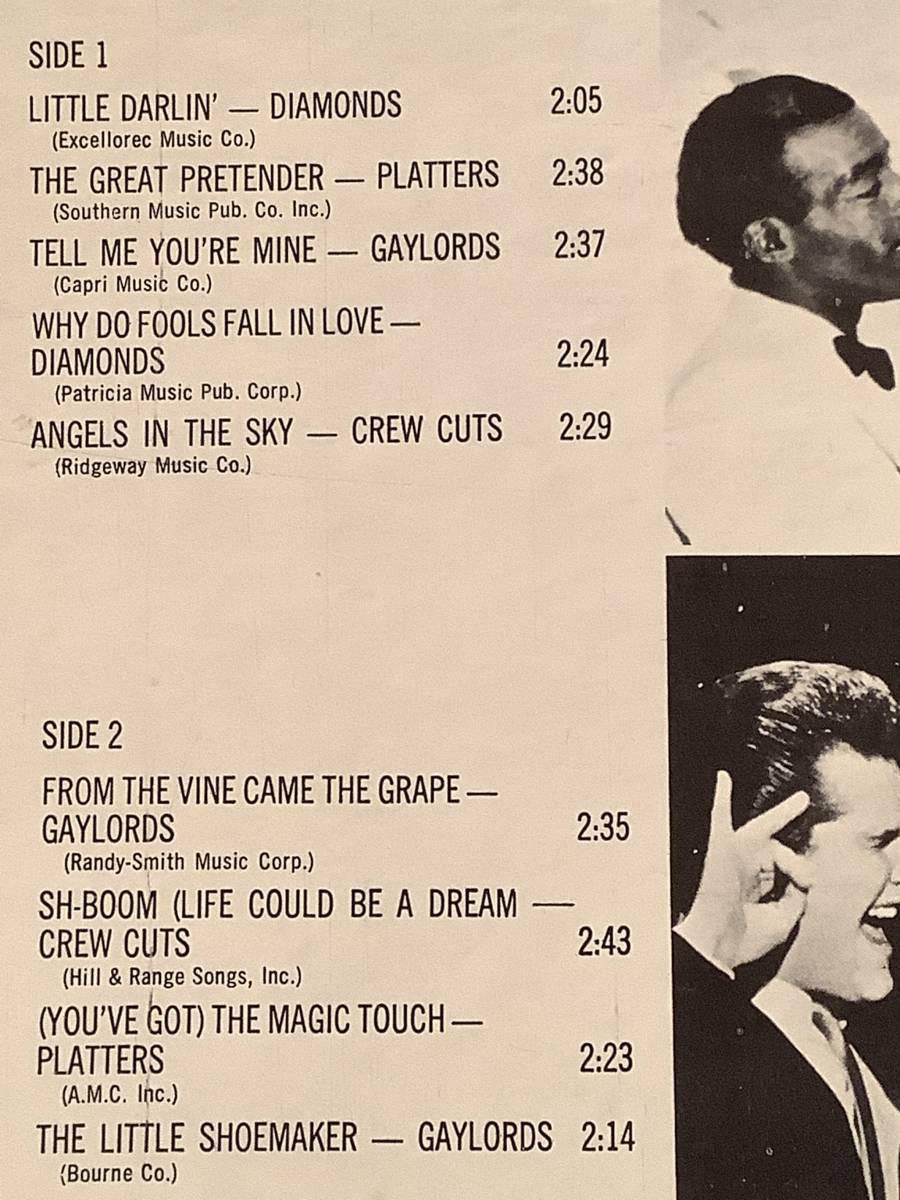 SIDE 1
LITTLE DARLIN' — DIAMONDS 2:05
(Excellorec Music Co.)
THE GREAT PRETENDER — PLATTERS 2:38
(Southern Music Pub. Co. Inc.)
TELL ME YOU'RE MINE — GAYLORDS 2:37
(Capri Music Co.)
WHY DO FOOLS FALL IN LOVE —
DIAMONDS 2:24
(Patricia Music Pub. Corp.)
ANGELS IN THE SKY — CREW CUTS 2:29
(Ridgeway Music Co.)
SIDE 2
FROM THE VINE CAME THE GRAPE —
GAYLORDS 2:35
(Randy-Smith Music Corp.)
SH-BOOM (LIFE COULD BE A DREAM —
CREW CUTS 2:43
(Hill & Range Songs, Inc.)
(YOU'VE GOT) THE MAGIC TOUCH —
PLATTERS 2:23
(A.M.C. Inc.)
THE LITTLE SHOEMAKER — GAYLORDS 2:14
(Bourne Co.)